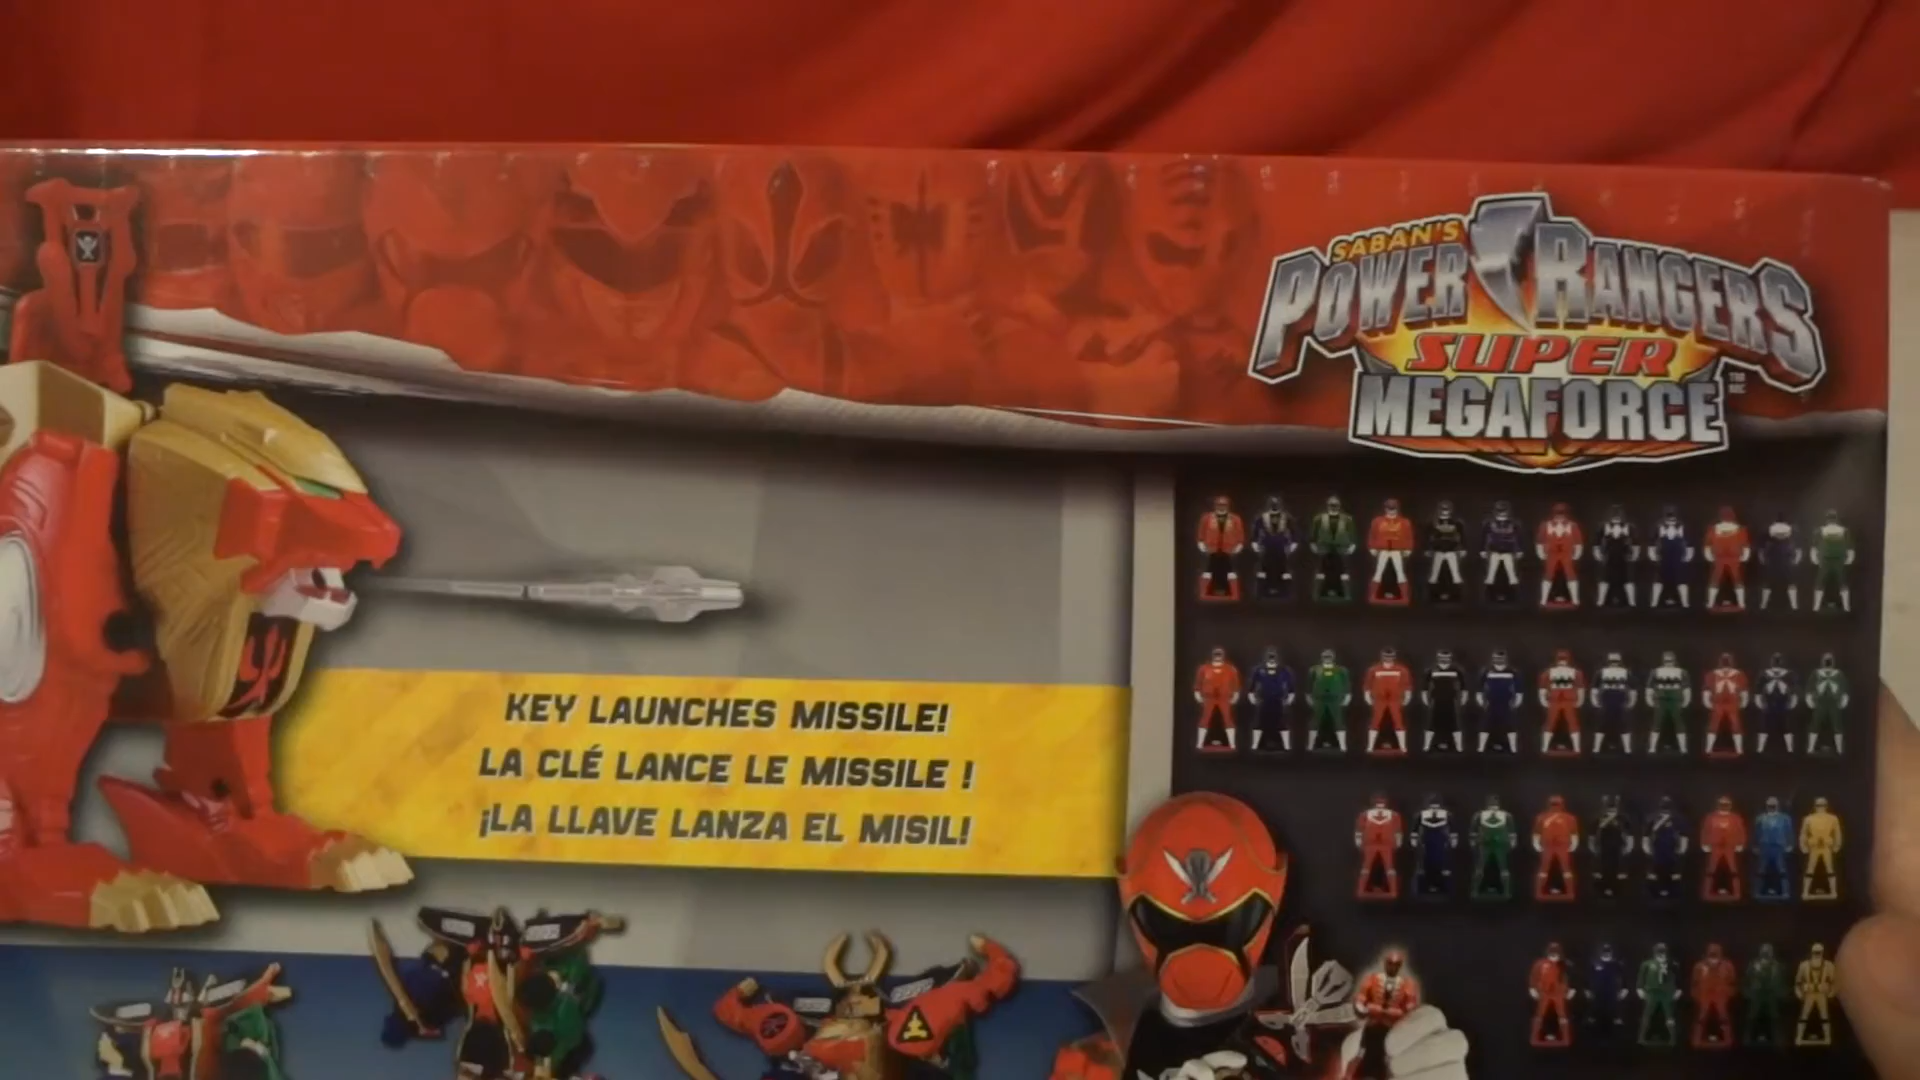 SABAN'S
POWER RANGERS
SUPER
MEGAFORCE
KEY LAUNCHES MISSILE!
LA CLÉ LANCE LE MISSILE !
¡LA LLAVE LANZA EL MISIL!